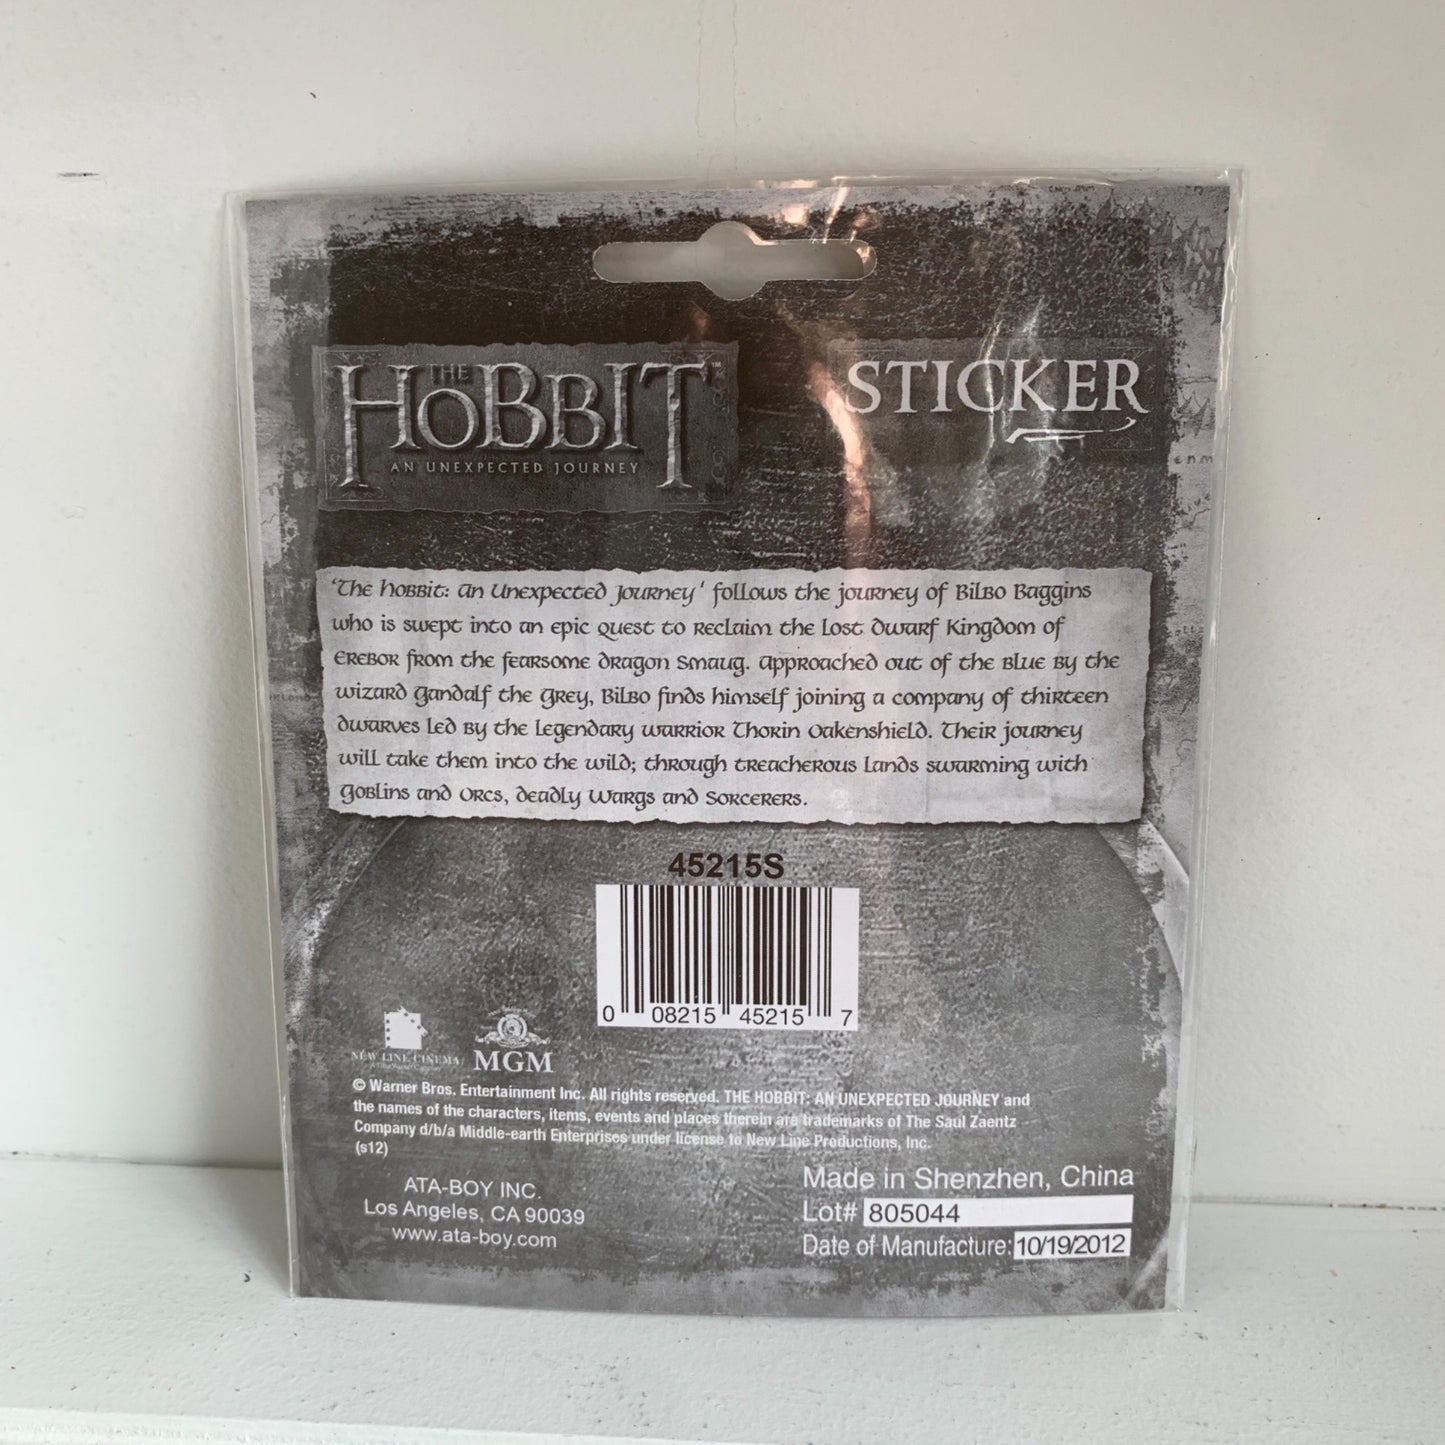 THE HOBBIT™
AN UNEXPECTED JOURNEY
STICKER
'The Hobbit: An Unexpected Journey' follows the journey of Bilbo Baggins
who is swept into an epic quest to reclaim the lost Dwarf Kingdom of
Erebor from the fearsome dragon Smaug. Approached out of the blue by the
wizard Gandalf the Grey, Bilbo finds himself joining a company of thirteen
dwarves led by the legendary warrior Thorin Oakenshield. Their journey
will take them into the wild; through treacherous lands swarming with
Goblins and Orcs, deadly Wargs and Sorcerers.
45215S
0 08215 45215 7
NEW LINE CINEMA
MGM
© Warner Bros. Entertainment Inc. All rights reserved. THE HOBBIT: AN UNEXPECTED JOURNEY and
the names of the characters, items, events and places therein are trademarks of The Saul Zaentz
Company d/b/a Middle-earth Enterprises under license to New Line Productions, Inc.
(s12)
ATA-BOY INC.
Los Angeles, CA 90039
www.ata-boy.com
Made in Shenzhen, China
Lot# 805044
Date of Manufacture: 10/19/2012